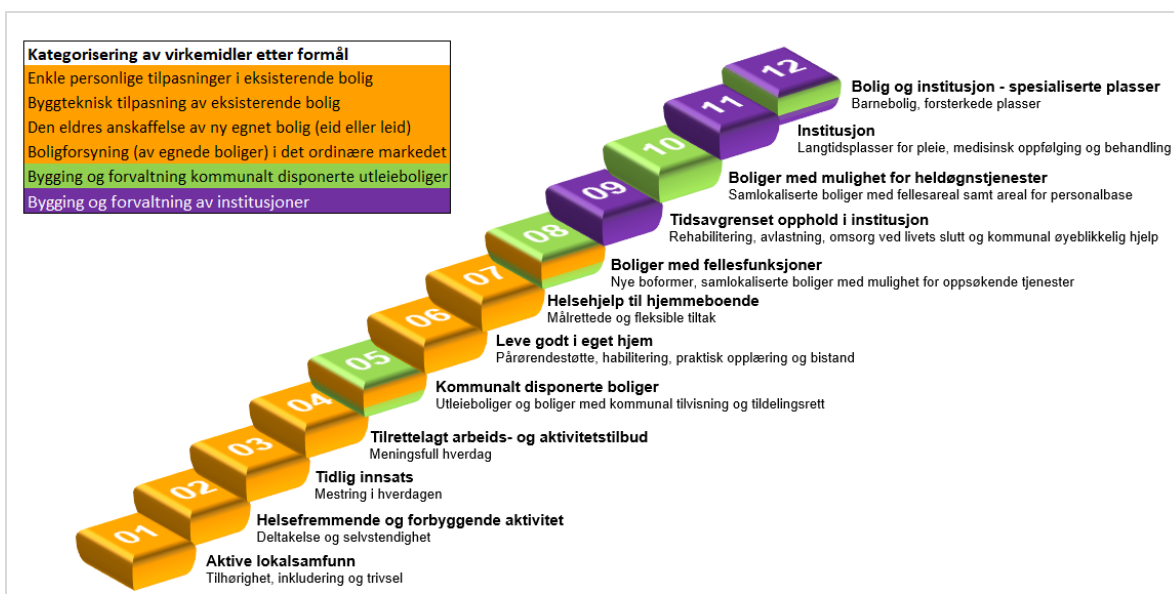 Kategorisering av virkemidler etter formål
Enkle personlige tilpasninger i eksisterende bolig
Byggteknisk tilpasning av eksisterende bolig
Den eldres anskaffelse av ny egnet bolig (eid eller leid)
Boligforsyning (av egnede boliger) i det ordinære markedet
Bygging og forvaltning kommunalt disponerte utleieboliger
Bygging og forvaltning av institusjoner
12
Bolig og institusjon - spesialiserte plasser
Barnebolig, forsterkede plasser
11
Institusjon
Langtidsplasser for pleie, medisinsk oppfølging og behandling
10
Boliger med mulighet for heldøgnstjenester
Samlokaliserte boliger med fellesareal samt areal for personalbase
09
Tidsavgrenset opphold i institusjon
Rehabilitering, avlastning, omsorg ved livets slutt og kommunal øyeblikkelig hjelp
08
Boliger med fellesfunksjoner
Nye boformer, samlokaliserte boliger med mulighet for oppsøkende tjenester
07
Helsehjelp til hjemmeboende
Målrettede og fleksible tiltak
06
Leve godt i eget hjem
Pårørendestøtte, habilitering, praktisk opplæring og bistand
05
Kommunalt disponerte boliger
Utleieboliger og boliger med kommunal tilvisning og tildelingsrett
04
Tilrettelagt arbeids- og aktivitetstilbud
Meningsfull hverdag
03
Tidlig innsats
Mestring i hverdagen
02
Helsefremmende og forbyggende aktivitet
Deltakelse og selvstendighet
01
Aktive lokalsamfunn
Tilhørighet, inkludering og trivsel